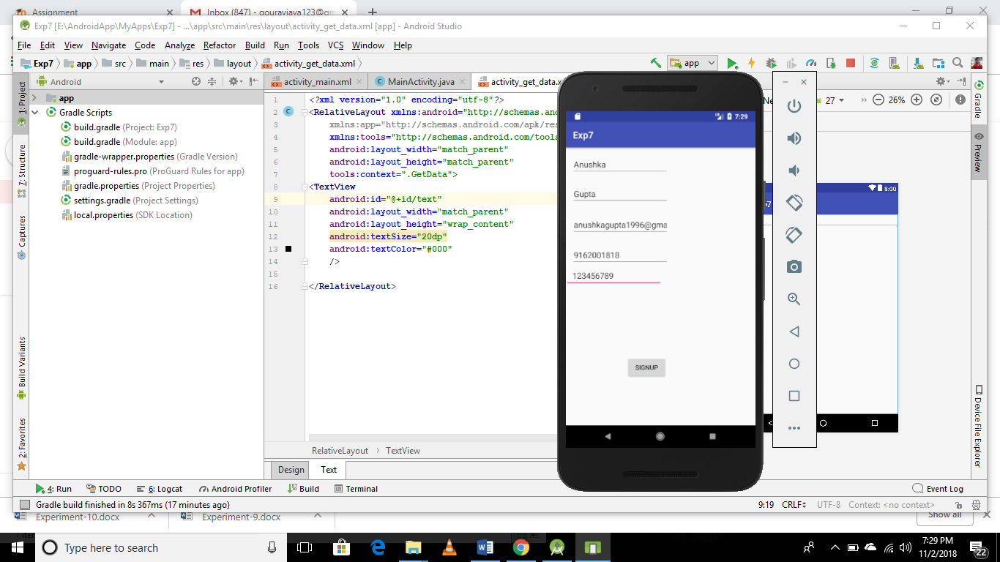 Assignment
Inbox (847) - gouravjaya123@gm
Exp7 [E:\AndroidApp\MyApps\Exp7] - ...\app\src\main\res\layout\activity_get_data.xml [app] - Android Studio
File Edit View Navigate Code Analyze Refactor Build Run Tools VCS Window Help
Exp7 app src main res layout activity_get_data.xml
app
Android
activity_main.xml
MainActivity.java
activity_get_data.x
27
26%
1: Project
7: Structure
Captures
Build Variants
2: Favorites
app
Gradle Scripts
build.gradle (Project: Exp7)
build.gradle (Module: app)
gradle-wrapper.properties (Gradle Version)
proguard-rules.pro (ProGuard Rules for app)
gradle.properties (Project Properties)
settings.gradle (Project Settings)
local.properties (SDK Location)
1 <?xml version="1.0" encoding="utf-8"?>
2 <RelativeLayout xmlns:android="http://schemas.and
3 xmlns:app="http://schemas.android.com/apk/res
4 xmlns:tools="http://schemas.android.com/tools
5 android:layout_width="match_parent"
6 android:layout_height="match_parent"
7 tools:context=".GetData">
8 <TextView
9 android:id="@+id/text"
10 android:layout_width="match_parent"
11 android:layout_height="wrap_content"
12 android:textSize="20dp"
13 android:textColor="#000"
14 />
15
16 </RelativeLayout>
RelativeLayout TextView
Design Text
7:29
Exp7
Anushka
Gupta
anushkagupta1996@gma
9162001818
123456789
SIGNUP
8:00
Gradle
Preview
Device File Explorer
4: Run TODO 6: Logcat Android Profiler Build Terminal Event Log
Gradle build finished in 8s 367ms (17 minutes ago)
9:19 CRLF UTF-8 Context: <no context>
Experiment-10.docx
Experiment-9.docx
Show all
Type here to search
7:29 PM
11/2/2018
22